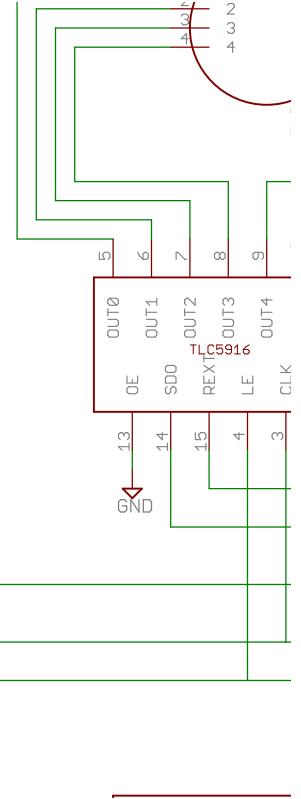 2 2
3 3
4 4
5 6 7 8 9
OUT0 OUT1 OUT2 OUT3 OUT4
TLC5916
OE SDO REXT LE CLK
13 14 15 4 3
GND